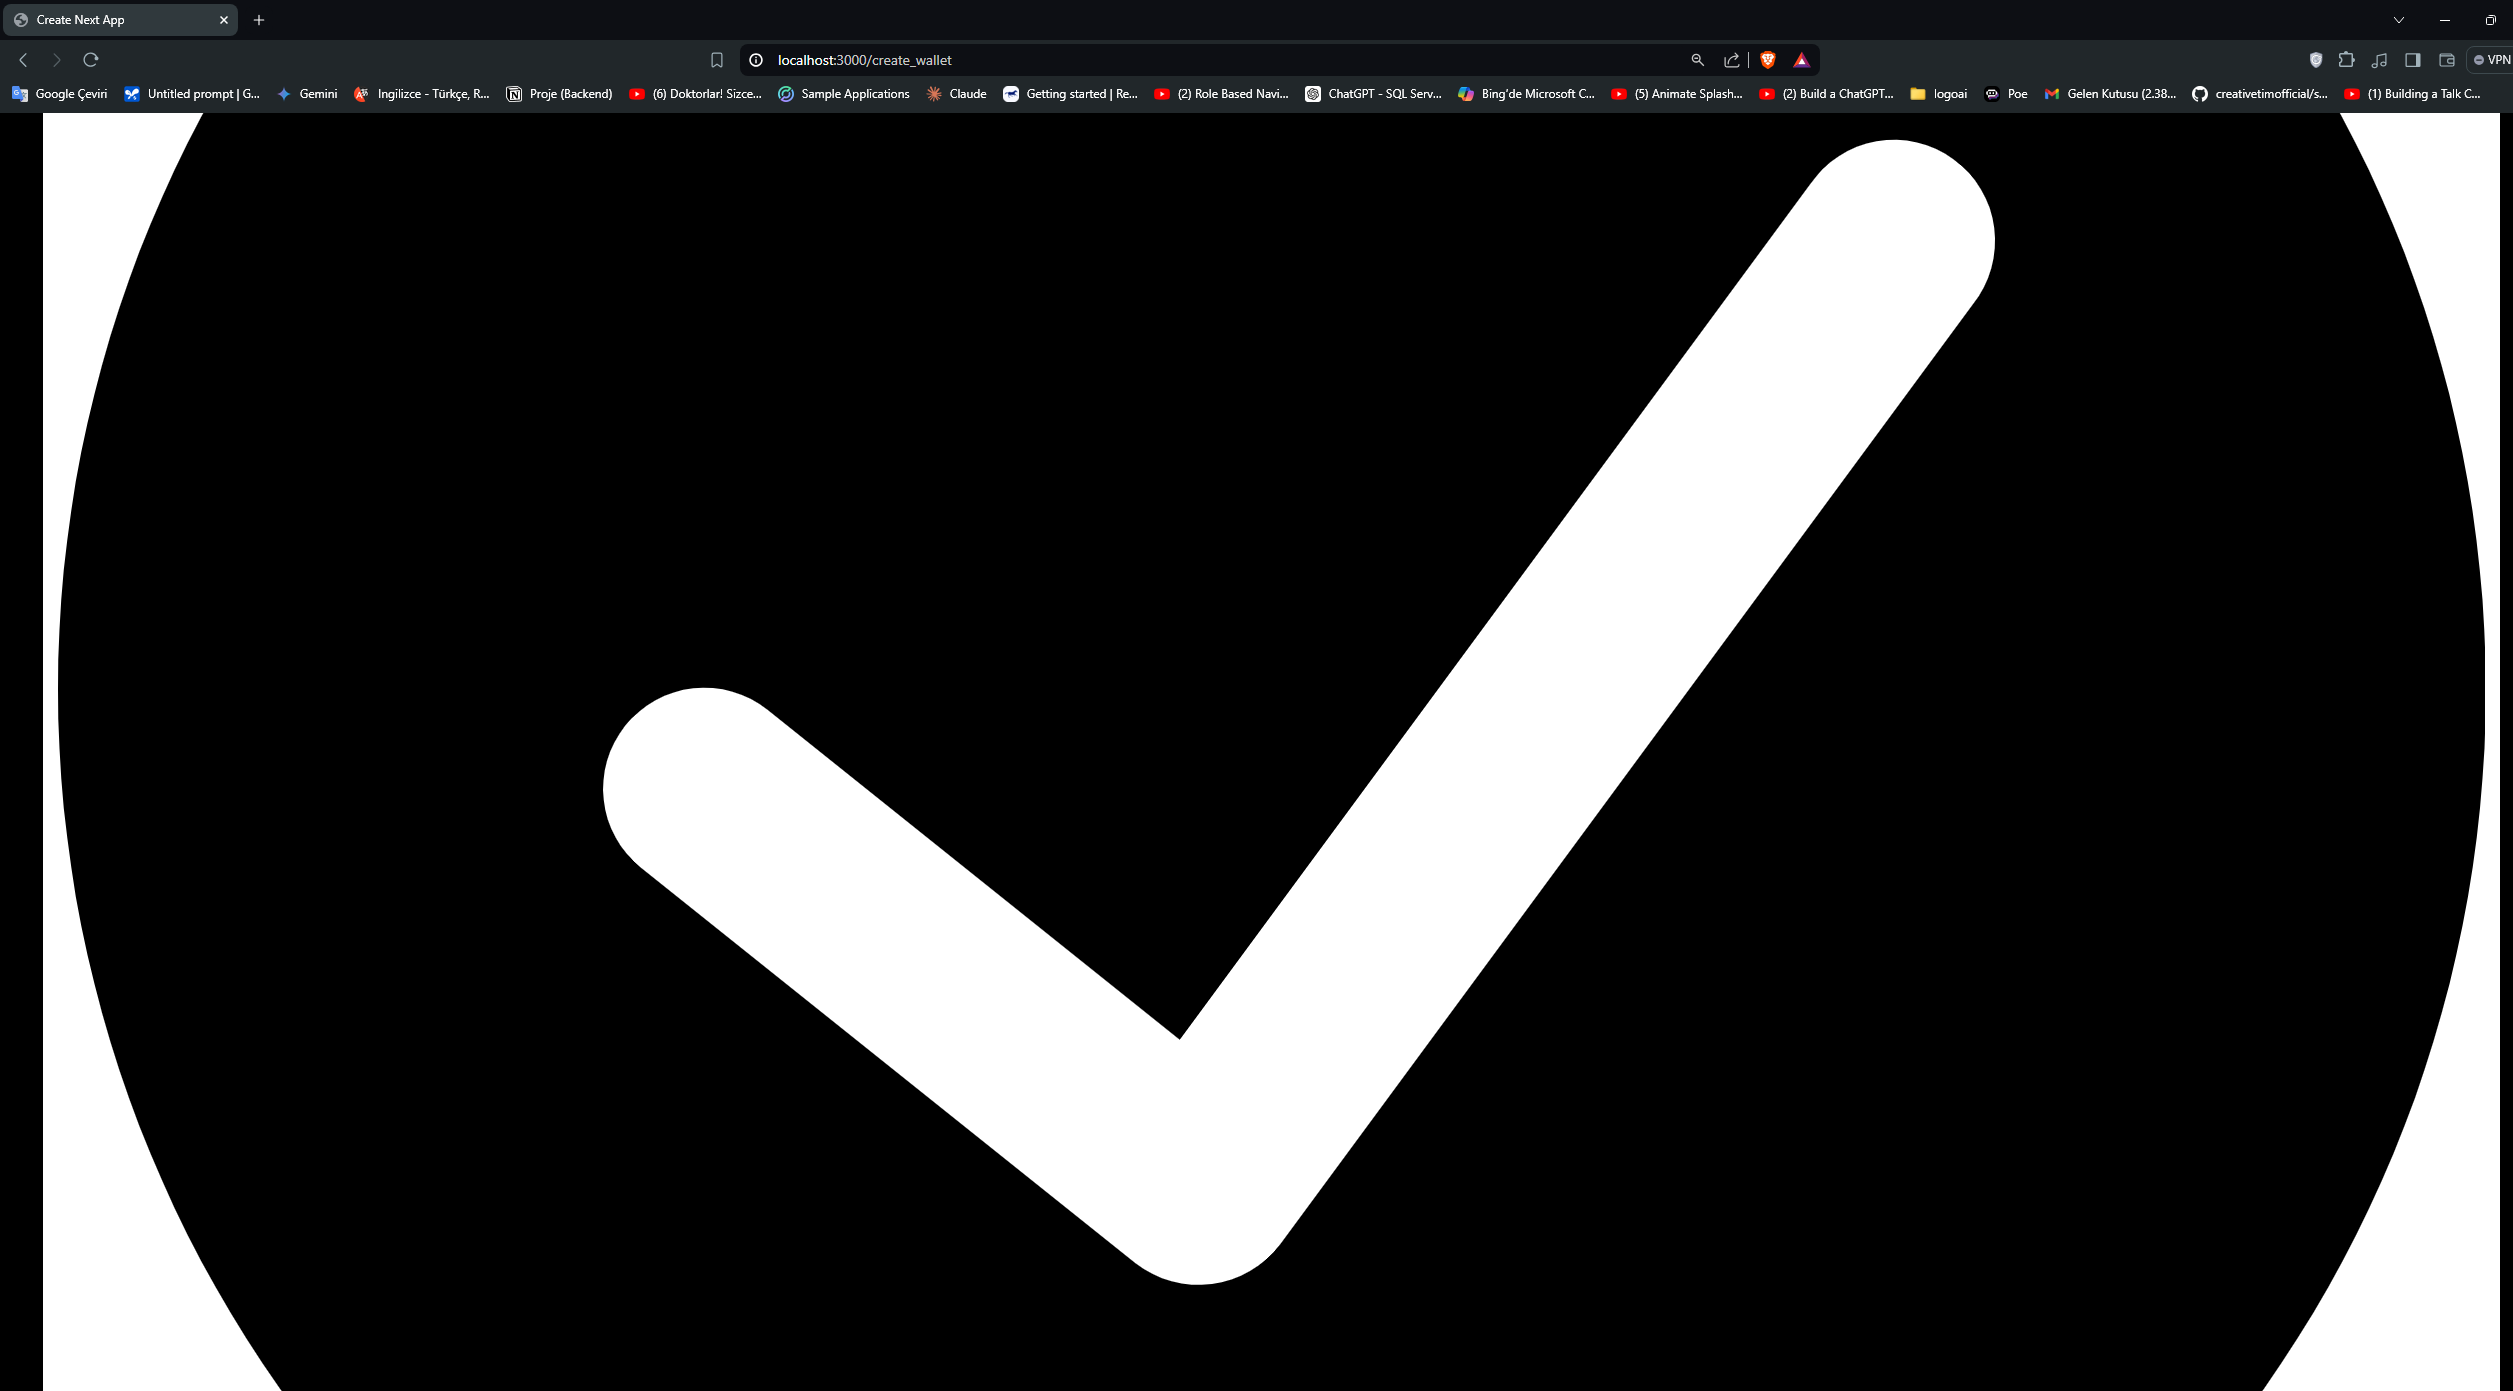 Create Next App
localhost:3000/create_wallet
VPN
Google Çeviri Untitled prompt | G... Gemini İngilizce - Türkçe, R... Proje (Backend) (6) Doktorlar! Sizce... Sample Applications Claude Getting started | Re... (2) Role Based Navi... ChatGPT - SQL Serv... Bing'de Microsoft C... (5) Animate Splash... (2) Build a ChatGPT... logoai Poe Gelen Kutusu (2.38... creativetimofficial/s... (1) Building a Talk C...